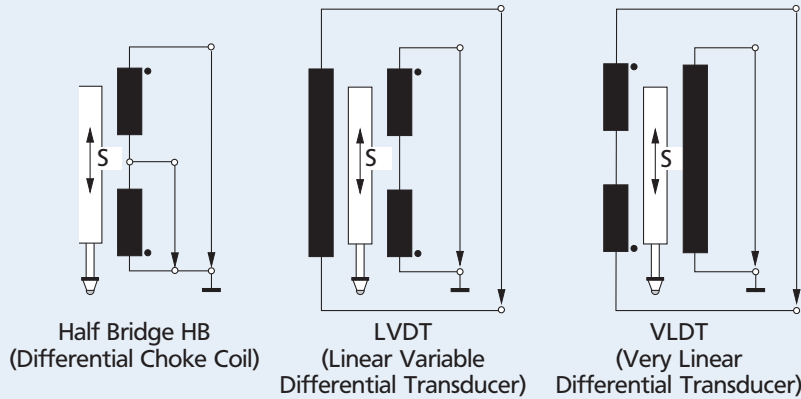 S
S
S
Half Bridge HB
(Differential Choke Coil)
LVDT
(Linear Variable
Differential Transducer)
VLDT
(Very Linear
Differential Transducer)